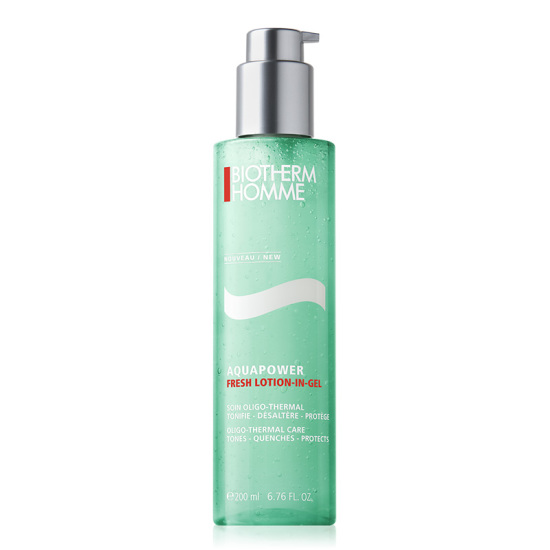 BIOTHERM
HOMME
NOUVEAU / NEW
AQUAPOWER
FRESH LOTION-IN-GEL
SOIN OLIGO-THERMAL
TONIFIE - DÉSALTÈRE - PROTÈGE
OLIGO-THERMAL CARE
TONES - QUENCHES - PROTECTS
℮200 ml 6.76 FL. OZ.